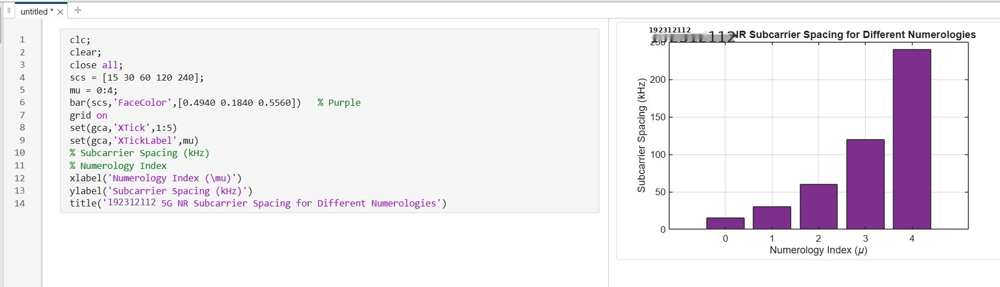 untitled *
1 clc;
2 clear;
3 close all;
4 scs = [15 30 60 120 240];
5 mu = 0:4;
6 bar(scs,'FaceColor',[0.4940 0.1840 0.5560]) % Purple
7 grid on
8 set(gca,'XTick',1:5)
9 set(gca,'XTickLabel',mu)
10 % Subcarrier Spacing (kHz)
11 % Numerology Index
12 xlabel('Numerology Index (\mu)')
13 ylabel('Subcarrier Spacing (kHz)')
14 title('192312112 5G NR Subcarrier Spacing for Different Numerologies')
192312112
112 NR Subcarrier Spacing for Different Numerologies
Subcarrier Spacing (kHz)
250
200
150
100
50
0
0 1 2 3 4
Numerology Index (μ)